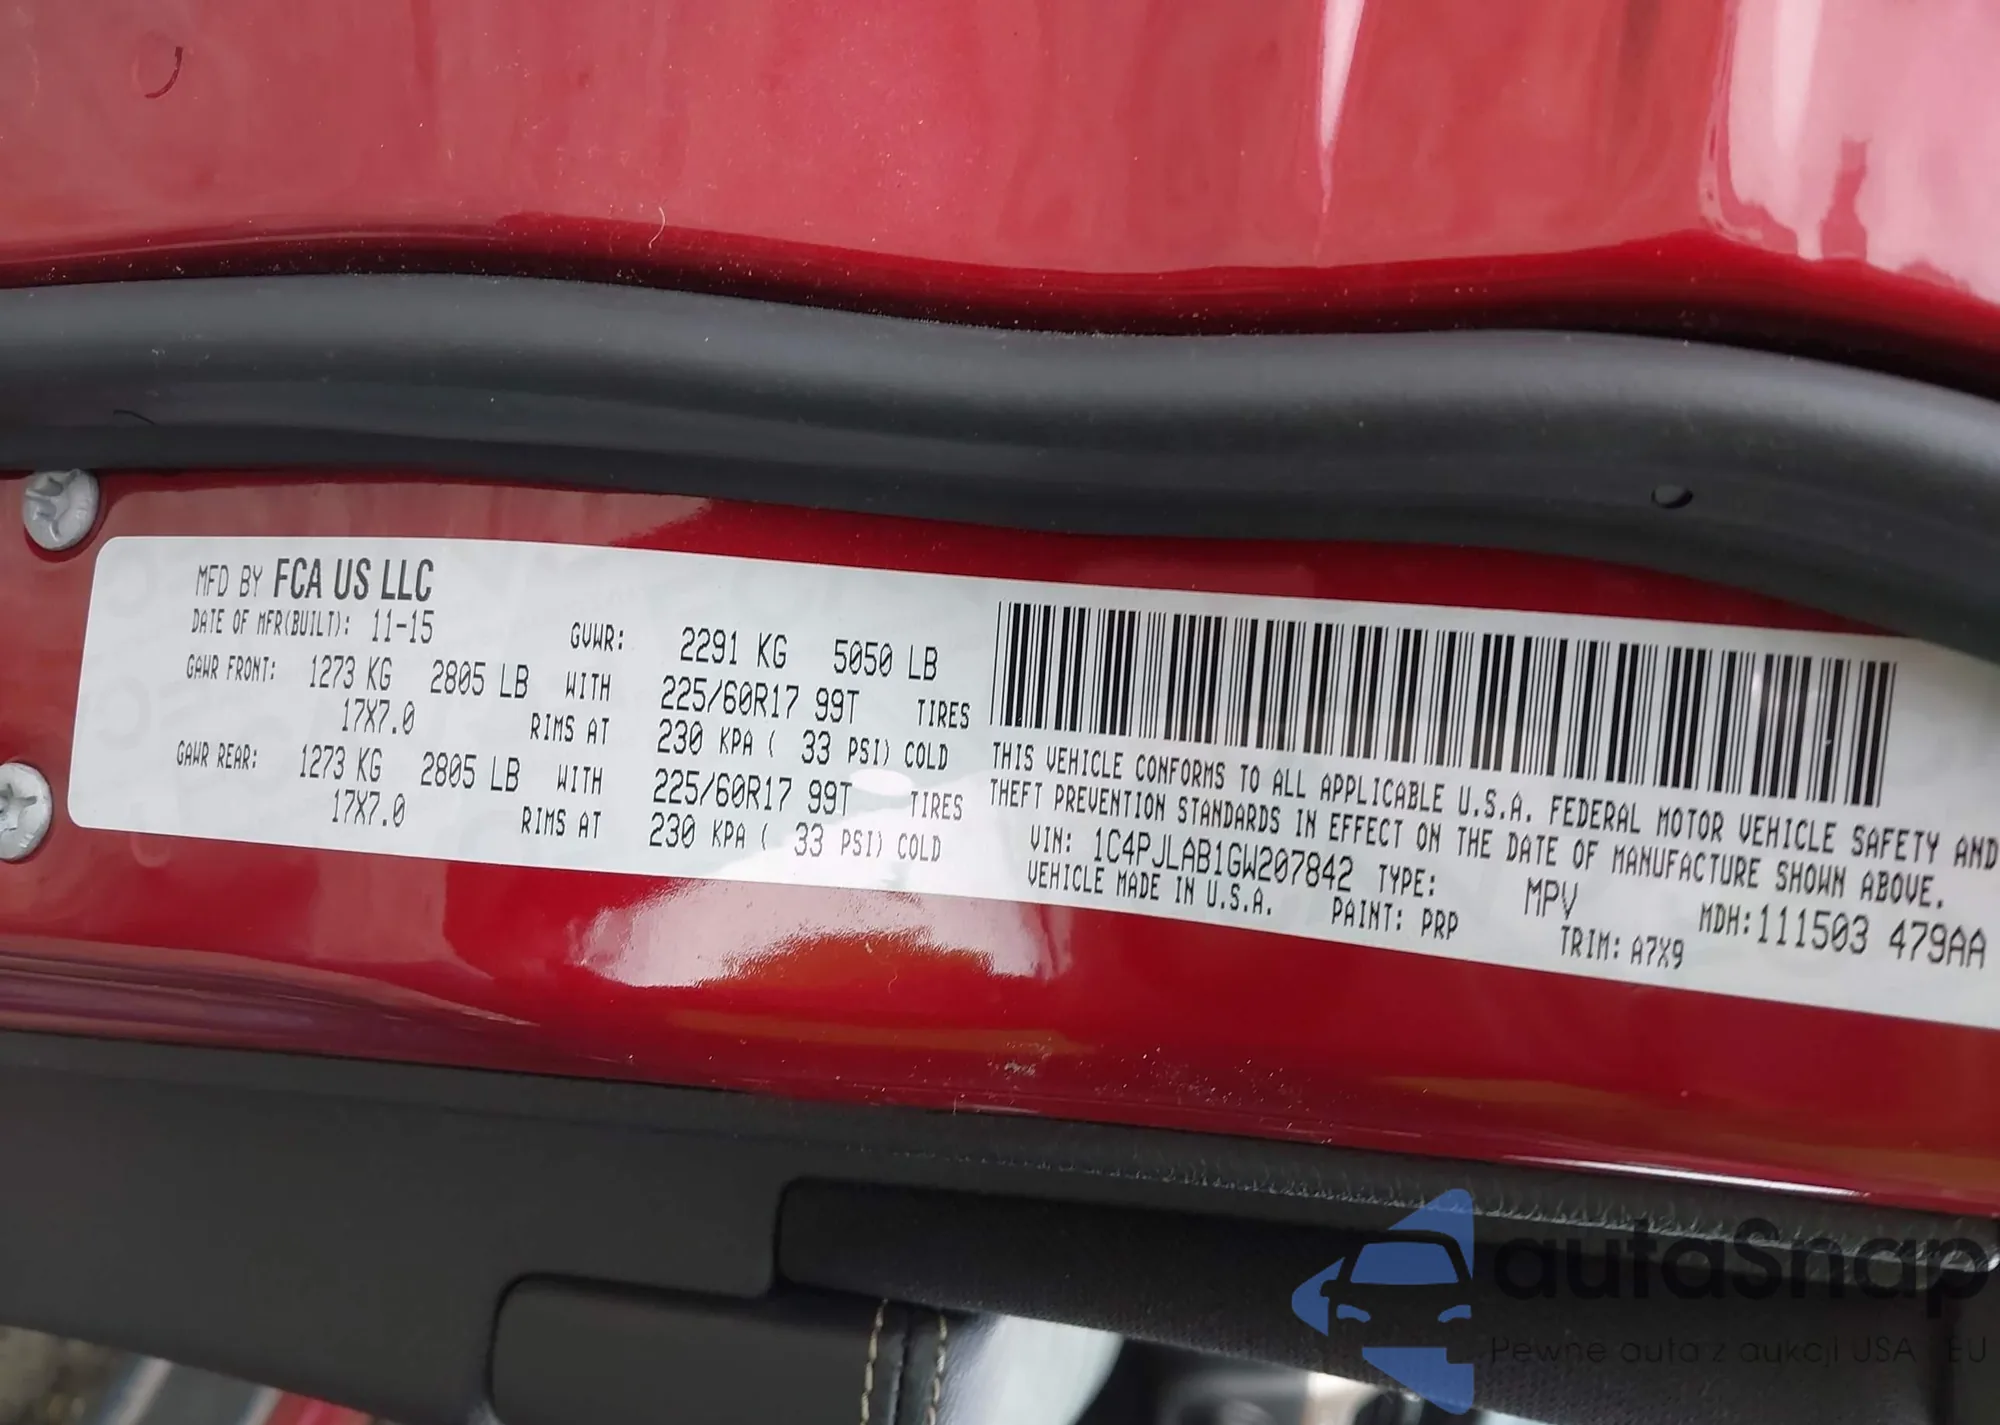 MFD BY FCA US LLC
DATE OF MFR(BUILT): 11-15 GVWR: 2291 KG 5050 LB
GAWR FRONT: 1273 KG 2805 LB WITH 225/60R17 99T TIRES
17X7.0 RIMS AT 230 KPA ( 33 PSI) COLD
GAWR REAR: 1273 KG 2805 LB WITH 225/60R17 99T TIRES
17X7.0 RIMS AT 230 KPA ( 33 PSI) COLD
THIS VEHICLE CONFORMS TO ALL APPLICABLE U.S.A. FEDERAL MOTOR VEHICLE SAFETY AND
THEFT PREVENTION STANDARDS IN EFFECT ON THE DATE OF MANUFACTURE SHOWN ABOVE.
VIN: 1C4PJLAB1GW207842 TYPE: MPV MDH:111503 479AA
VEHICLE MADE IN U.S.A. PAINT: PRP TRIM: A7X9
autaSnap
Pewne auta z aukcji USA EU